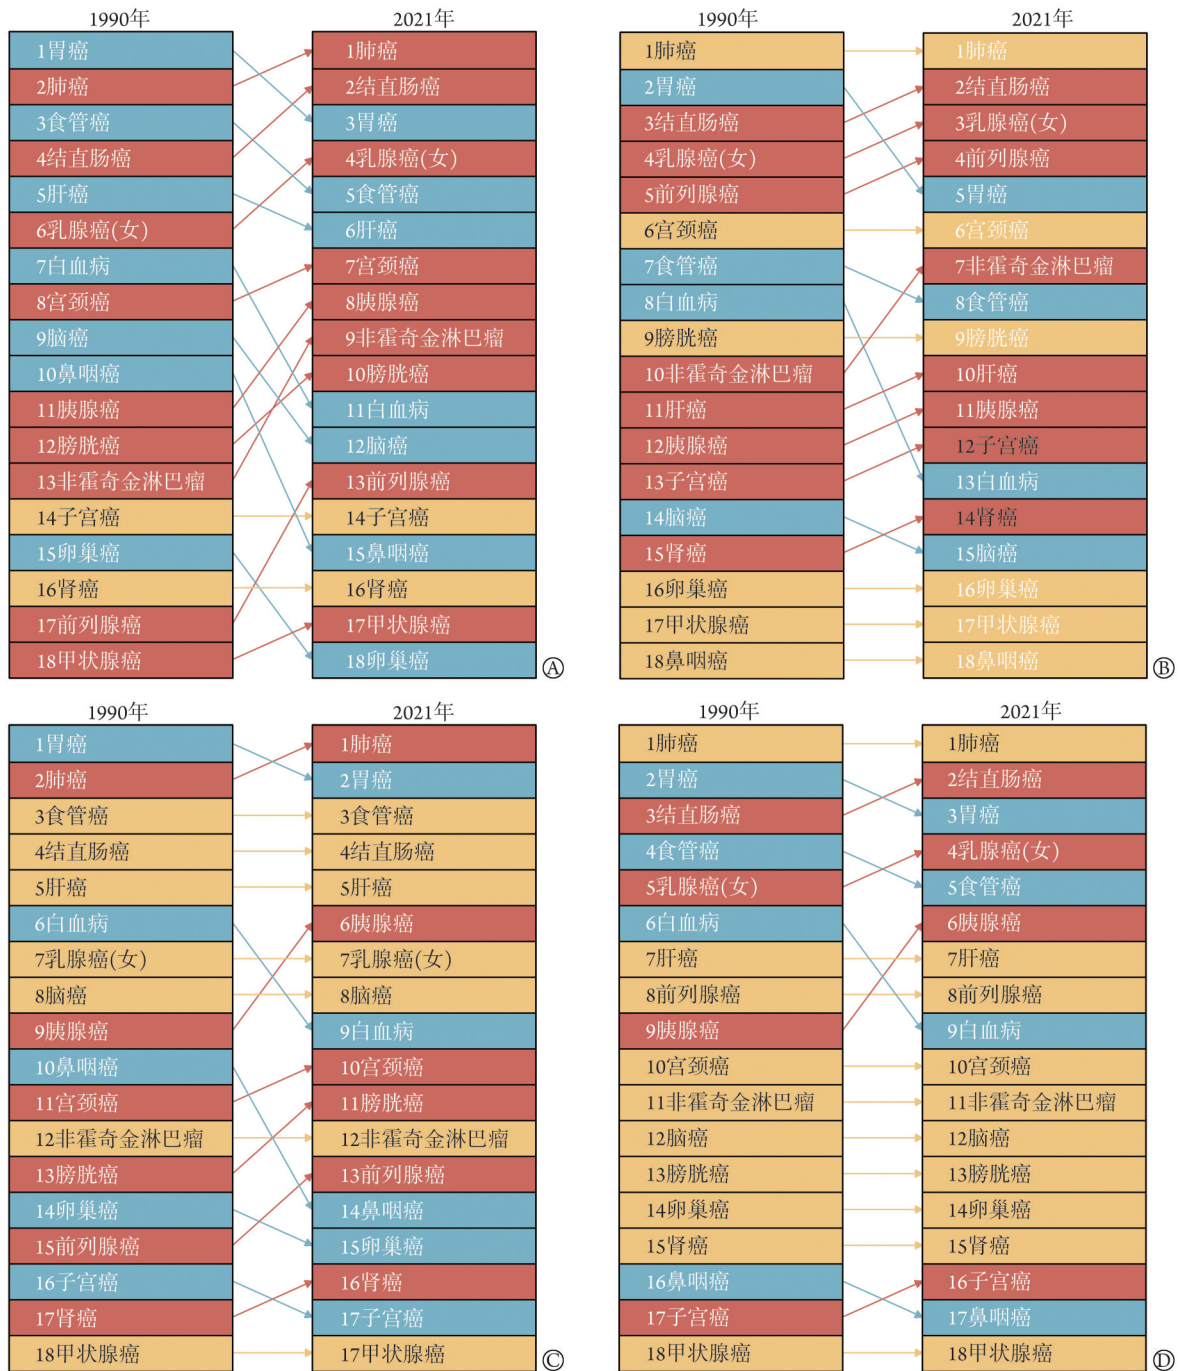 1990年
2021年
1胃癌
2肺癌
3食管癌
4结直肠癌
5肝癌
6乳腺癌(女)
7白血病
8宫颈癌
9脑癌
10鼻咽癌
11胰腺癌
12膀胱癌
13非霍奇金淋巴瘤
14子宫癌
15卵巢癌
16肾癌
17前列腺癌
18甲状腺癌
1肺癌
2结直肠癌
3胃癌
4乳腺癌(女)
5食管癌
6肝癌
7宫颈癌
8胰腺癌
9非霍奇金淋巴瘤
10膀胱癌
11白血病
12脑癌
13前列腺癌
14子宫癌
15鼻咽癌
16肾癌
17甲状腺癌
18卵巢癌
Ⓐ
1990年
2021年
1肺癌
2胃癌
3结直肠癌
4乳腺癌(女)
5前列腺癌
6宫颈癌
7食管癌
8白血病
9膀胱癌
10非霍奇金淋巴瘤
11肝癌
12胰腺癌
13子宫癌
14脑癌
15肾癌
16卵巢癌
17甲状腺癌
18鼻咽癌
1肺癌
2结直肠癌
3乳腺癌(女)
4前列腺癌
5胃癌
6宫颈癌
7非霍奇金淋巴瘤
8食管癌
9膀胱癌
10肝癌
11胰腺癌
12子宫癌
13白血病
14肾癌
15脑癌
16卵巢癌
17甲状腺癌
18鼻咽癌
Ⓑ
1990年
2021年
1胃癌
2肺癌
3食管癌
4结直肠癌
5肝癌
6白血病
7乳腺癌(女)
8脑癌
9胰腺癌
10鼻咽癌
11宫颈癌
12非霍奇金淋巴瘤
13膀胱癌
14卵巢癌
15前列腺癌
16子宫癌
17肾癌
18甲状腺癌
1肺癌
2胃癌
3食管癌
4结直肠癌
5肝癌
6胰腺癌
7乳腺癌(女)
8脑癌
9白血病
10宫颈癌
11膀胱癌
12非霍奇金淋巴瘤
13前列腺癌
14鼻咽癌
15卵巢癌
16肾癌
17子宫癌
17甲状腺癌
Ⓒ
1990年
2021年
1肺癌
2胃癌
3结直肠癌
4食管癌
5乳腺癌(女)
6白血病
7肝癌
8前列腺癌
9胰腺癌
10宫颈癌
11非霍奇金淋巴瘤
12脑癌
13膀胱癌
14卵巢癌
15肾癌
16鼻咽癌
17子宫癌
18甲状腺癌
1肺癌
2结直肠癌
3胃癌
4乳腺癌(女)
5食管癌
6胰腺癌
7肝癌
8前列腺癌
9白血病
10宫颈癌
11非霍奇金淋巴瘤
12脑癌
13膀胱癌
14卵巢癌
15肾癌
16子宫癌
17鼻咽癌
18甲状腺癌
Ⓓ